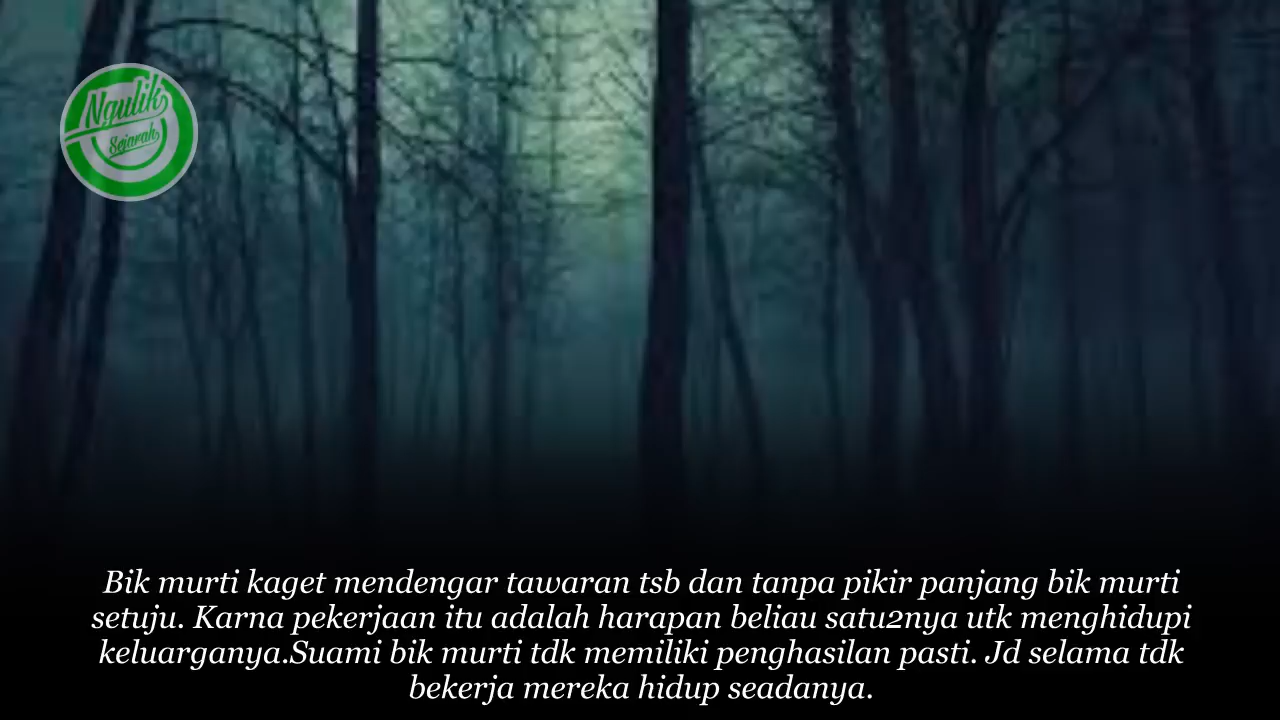 Ngulik
Sejarah
Bik murti kaget mendengar tawaran tsb dan tanpa pikir panjang bik murti
setuju. Karna pekerjaan itu adalah harapan beliau satu2nya utk menghidupi
keluarganya.Suami bik murti tdk memiliki penghasilan pasti. Jd selama tdk
bekerja mereka hidup seadanya.